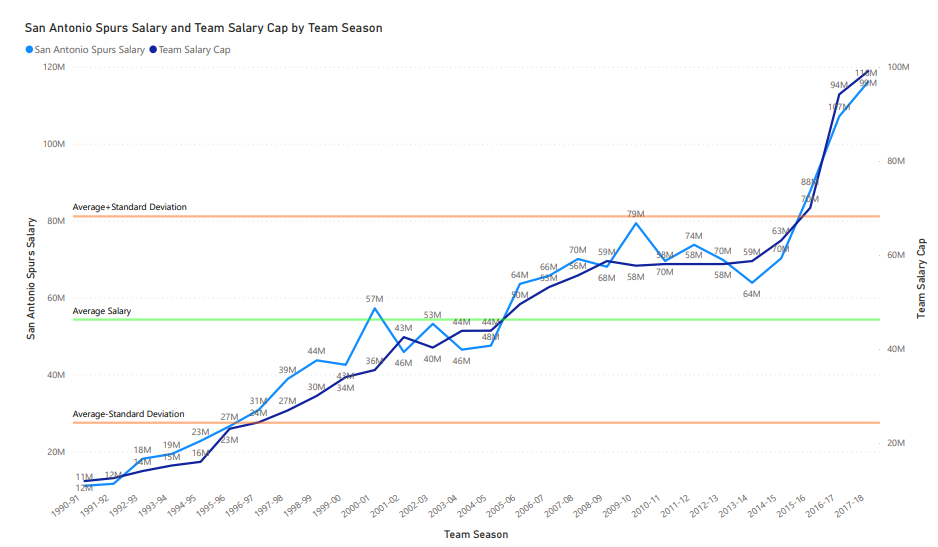 San Antonio Spurs Salary and Team Salary Cap by Team Season
San Antonio Spurs Salary
Team Salary Cap
120M
100M
80M
60M
40M
20M
San Antonio Spurs Salary
Average+Standard Deviation
Average Salary
Average-Standard Deviation
11M
12M
12M
18M
14M
19M
15M
23M
16M
27M
23M
31M
24M
39M
27M
44M
30M
43M
34M
57M
36M
43M
46M
53M
40M
44M
46M
44M
48M
64M
50M
66M
53M
70M
56M
59M
68M
79M
58M
58M
70M
74M
58M
70M
58M
59M
64M
63M
70M
88M
94M
107M
99M
100M
80M
60M
40M
20M
Team Salary Cap
1990-91
1991-92
1992-93
1993-94
1994-95
1995-96
1996-97
1997-98
1998-99
1999-00
2000-01
2001-02
2002-03
2003-04
2004-05
2005-06
2006-07
2007-08
2008-09
2009-10
2010-11
2011-12
2012-13
2013-14
2014-15
2015-16
2016-17
2017-18
Team Season